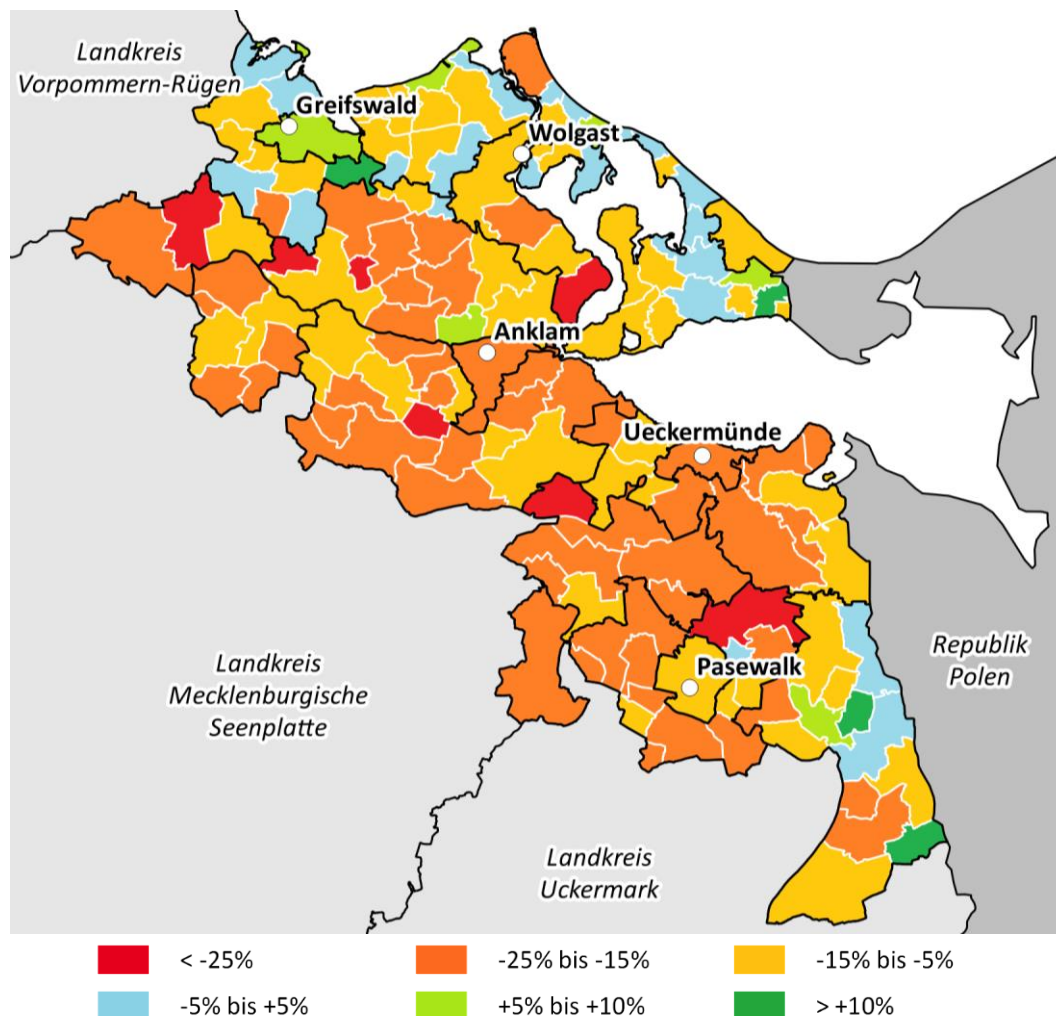 Landkreis
Vorpommern-Rügen
Greifswald
Wolgast
Anklam
Ueckermünde
Landkreis
Mecklenburgische
Seenplatte
Pasewalk
Republik
Polen
Landkreis
Uckermark
< -25%
-25% bis -15%
-15% bis -5%
-5% bis +5%
+5% bis +10%
> +10%